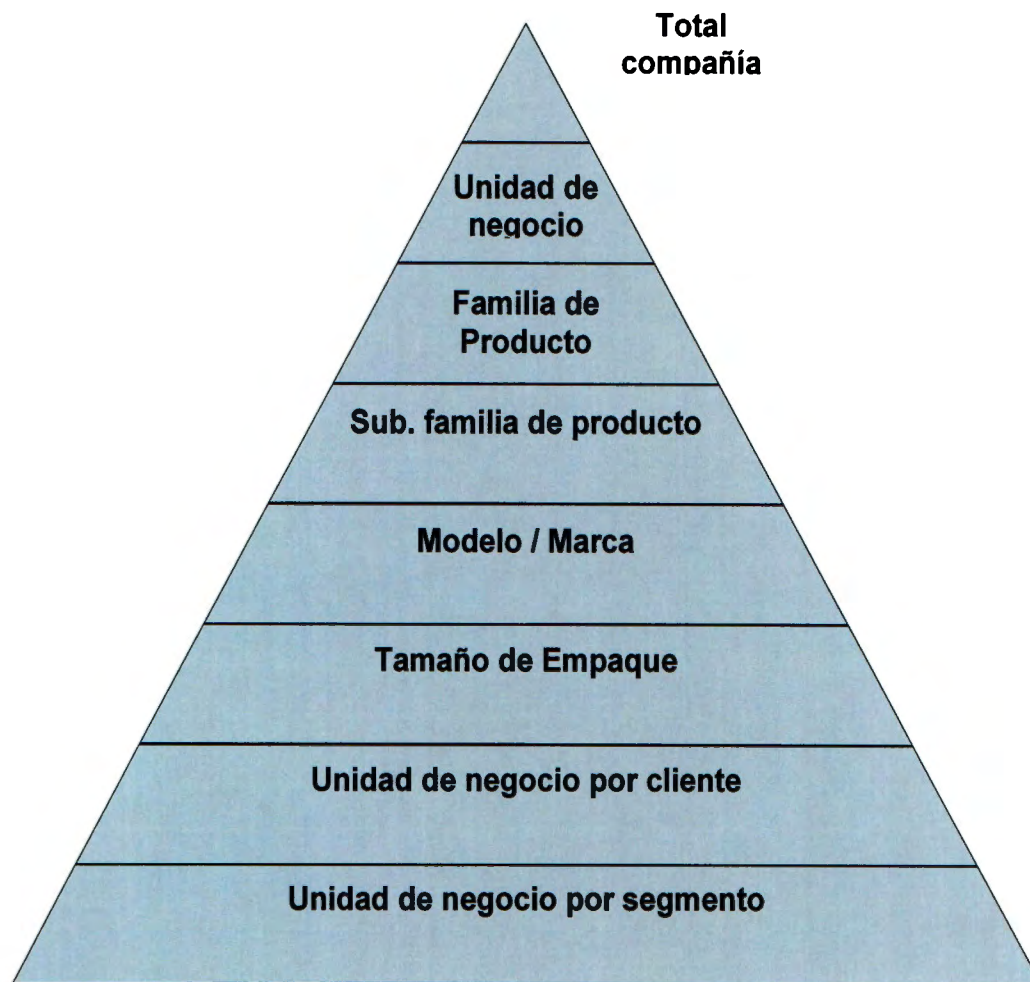 Total
compañía
Unidad de
negocio
Familia de
Producto
Sub. familia de producto
Modelo / Marca
Tamaño de Empaque
Unidad de negocio por cliente
Unidad de negocio por segmento